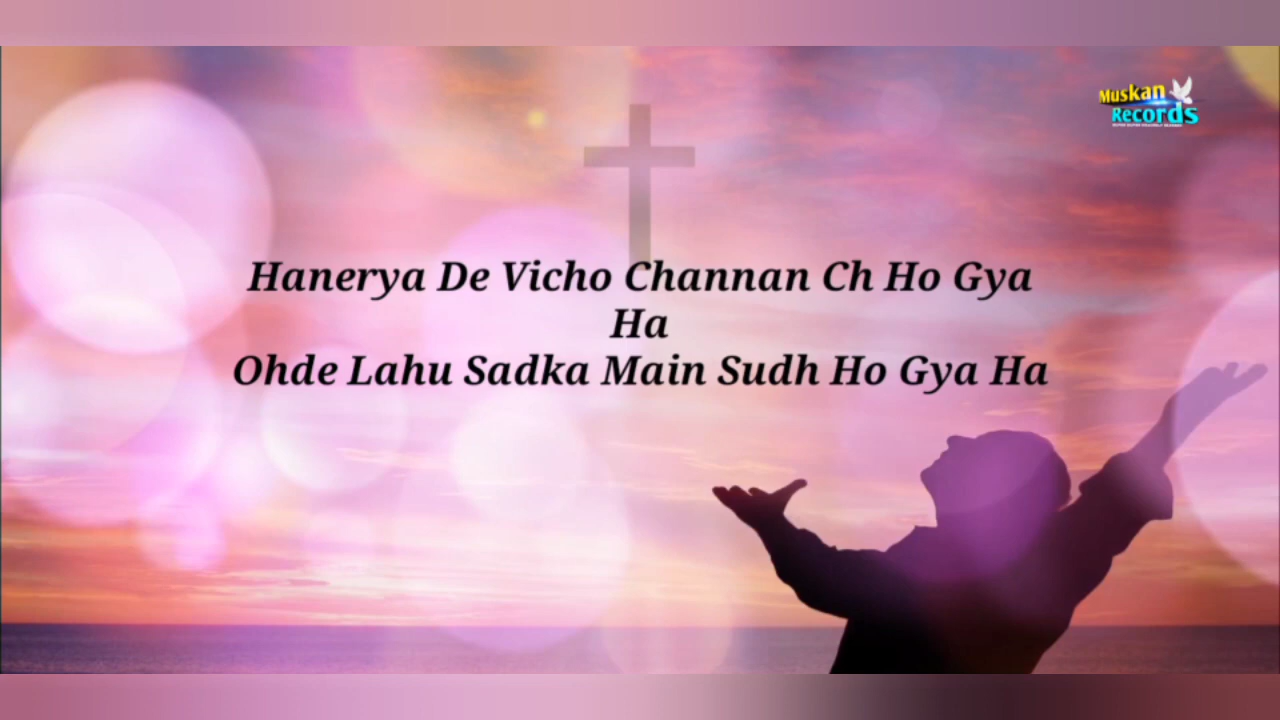 Muskan
Records
Hanerya De Vicho Channan Ch Ho Gya
Ha
Ohde Lahu Sadka Main Sudh Ho Gya Ha